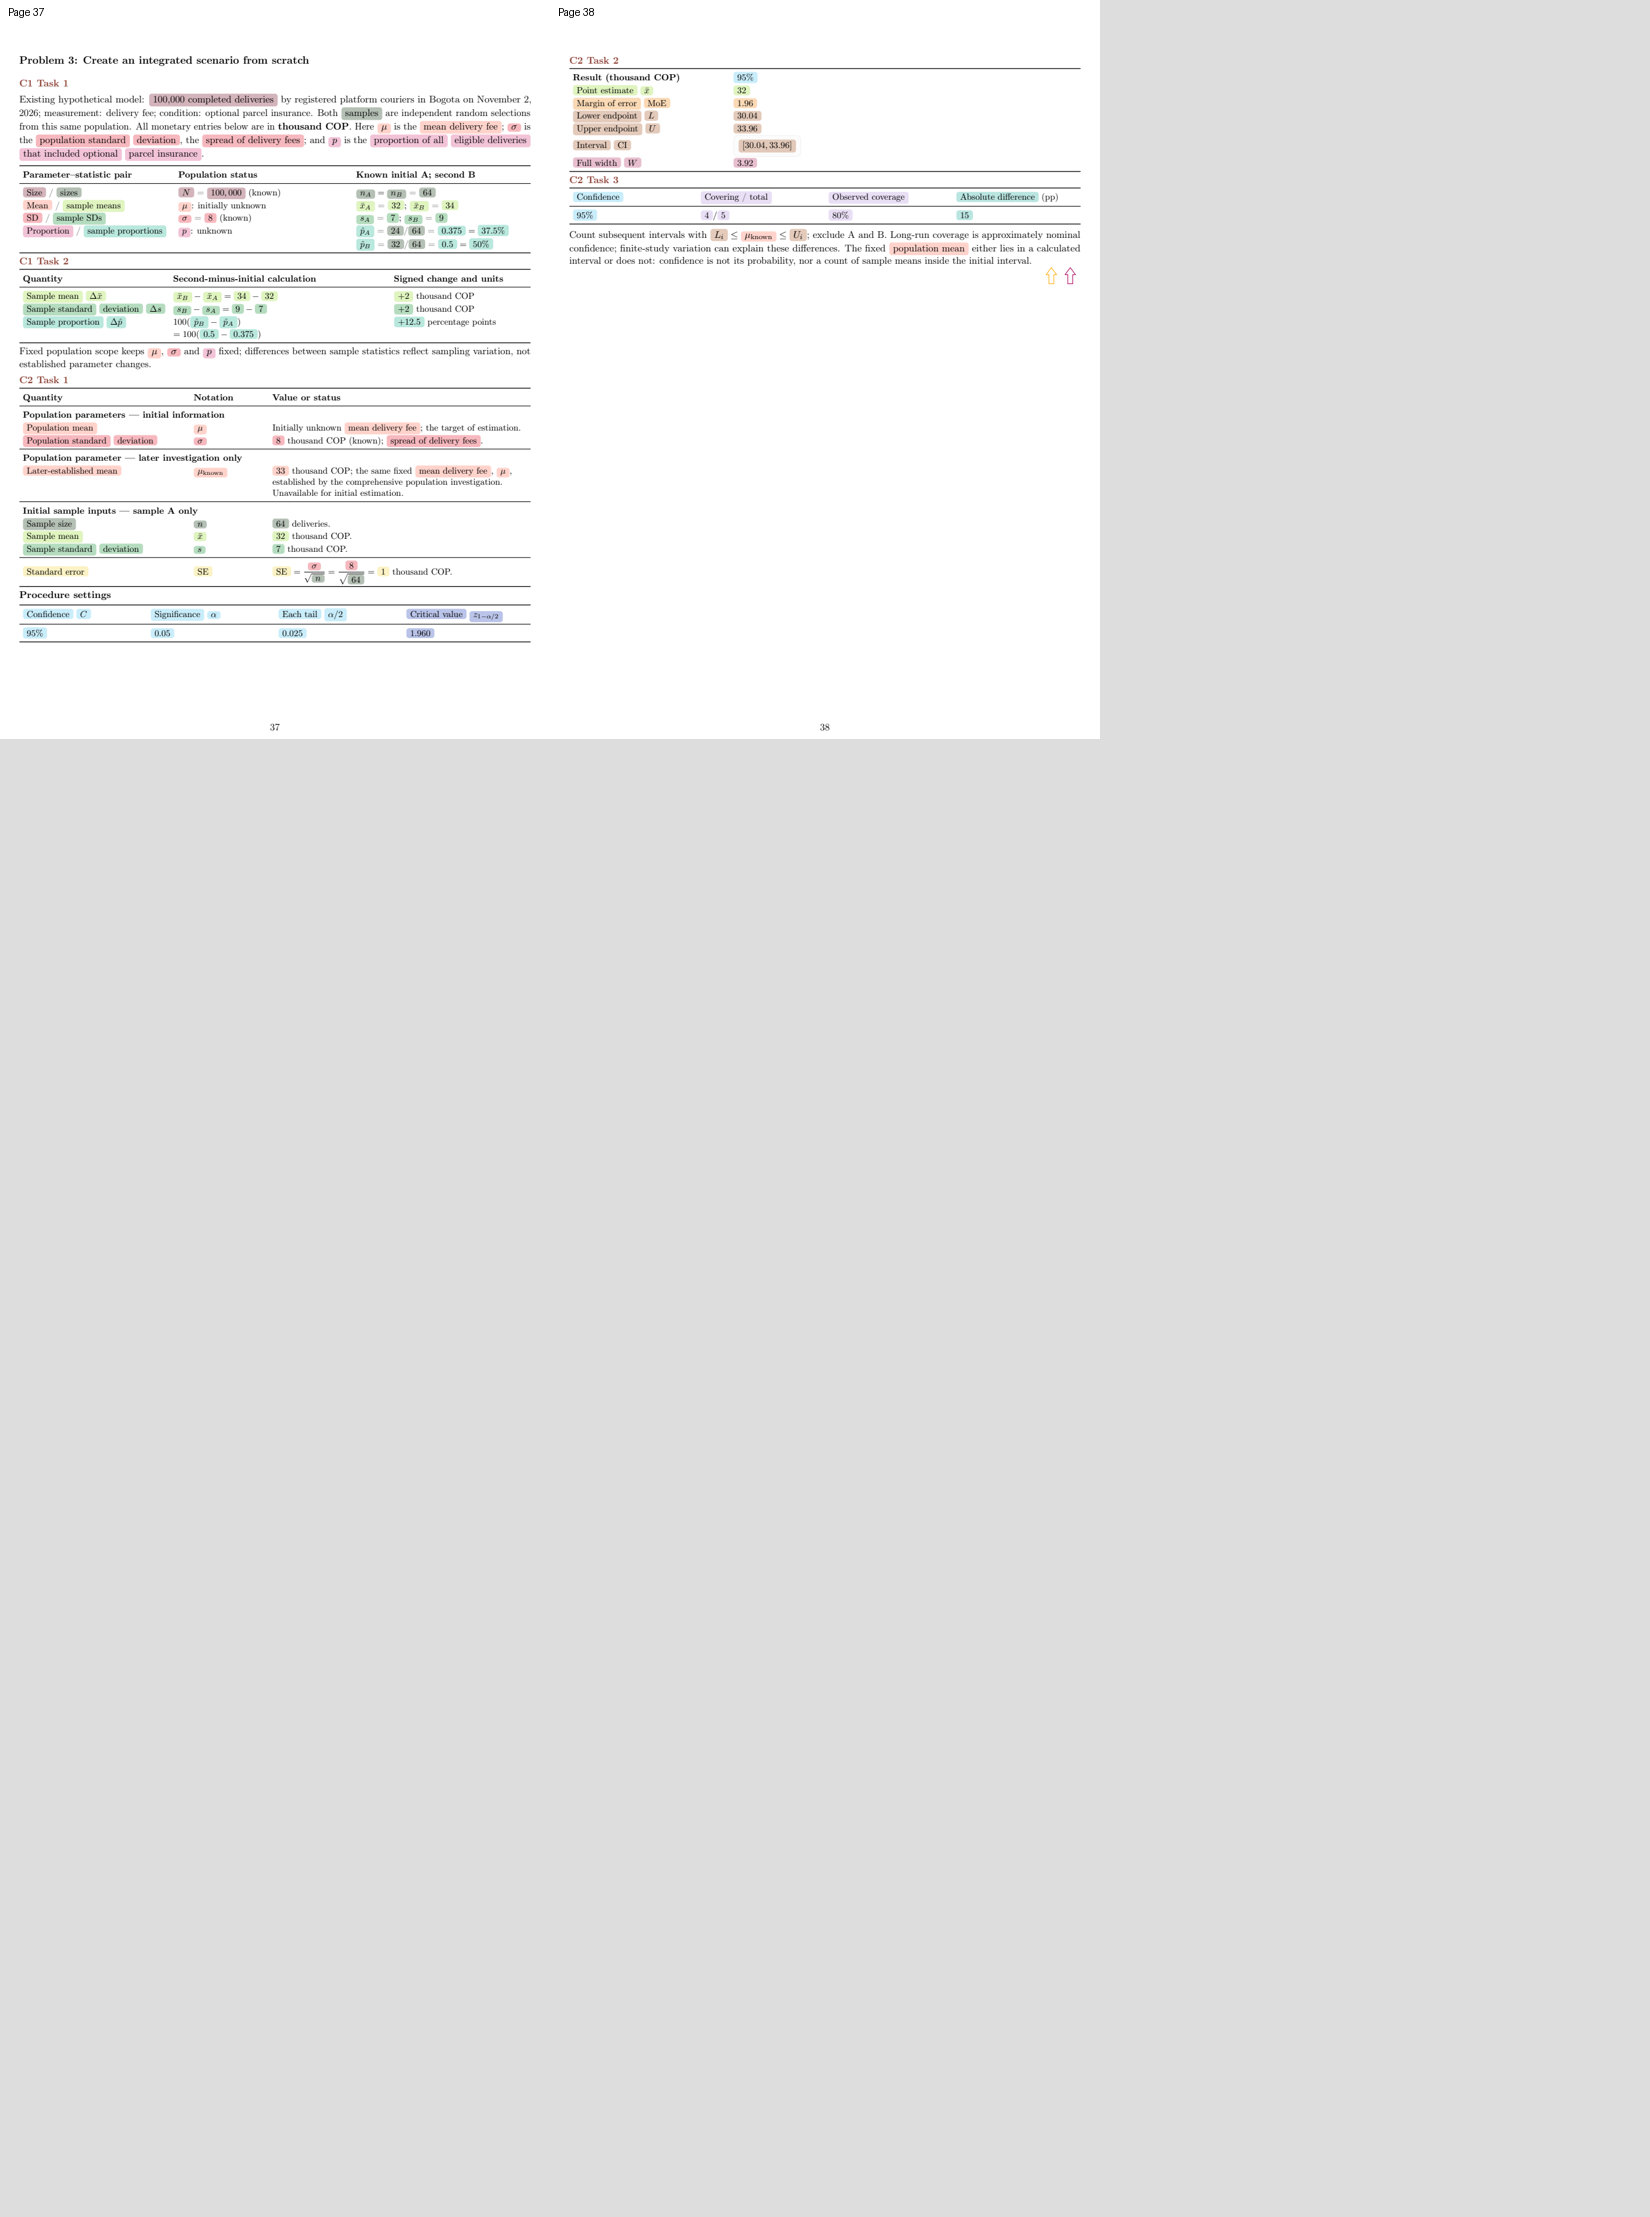 Page 37
Problem 3: Create an integrated scenario from scratch
C1 Task 1
Existing hypothetical model: 100,000 completed deliveries by registered platform couriers in Bogota on November 2,
2026; measurement: delivery fee; condition: optional parcel insurance. Both samples are independent random selections
from this same population. All monetary entries below are in thousand COP. Here μ is the mean delivery fee; σ is
the population standard deviation, the spread of delivery fees; and p is the proportion of all eligible deliveries
that included optional parcel insurance.
Parameter–statistic pair Population status Known initial A; second B
Size / sizes N = 100,000 (known) n_A = n_B = 64
Mean / sample means μ: initially unknown x̄_A = 32; x̄_B = 34
SD / sample SDs σ = 8 (known) s_A = 7; s_B = 9
Proportion / sample proportions p: unknown p̂_A = 24/64 = 0.375 = 37.5%
p̂_B = 32/64 = 0.5 = 50%
C1 Task 2
Quantity Second-minus-initial calculation Signed change and units
Sample mean Δx̄ x̄_B − x̄_A = 34 − 32 +2 thousand COP
Sample standard deviation Δs s_B − s_A = 9 − 7 +2 thousand COP
Sample proportion Δp̂ 100(p̂_B − p̂_A) +12.5 percentage points
= 100(0.5 − 0.375)
Fixed population scope keeps μ, σ and p fixed; differences between sample statistics reflect sampling variation, not
established parameter changes.
C2 Task 1
Quantity Notation Value or status
Population parameters — initial information
Population mean μ Initially unknown mean delivery fee; the target of estimation.
Population standard deviation σ 8 thousand COP (known); spread of delivery fees.
Population parameter — later investigation only
Later-established mean μ_known 33 thousand COP; the same fixed mean delivery fee, μ,
established by the comprehensive population investigation.
Unavailable for initial estimation.
Initial sample inputs — sample A only
Sample size n 64 deliveries.
Sample mean x̄ 32 thousand COP.
Sample standard deviation s 7 thousand COP.
Standard error SE SE = σ/√n = 8/√64 = 1 thousand COP.
Procedure settings
Confidence C Significance α Each tail α/2 Critical value z_1−α/2
95% 0.05 0.025 1.960
37
Page 38
C2 Task 2
Result (thousand COP) 95%
Point estimate x̄ 32
Margin of error MoE 1.96
Lower endpoint L 30.04
Upper endpoint U 33.96
Interval CI [30.04, 33.96]
Full width W 3.92
C2 Task 3
Confidence Covering / total Observed coverage Absolute difference (pp)
95% 4 / 5 80% 15
Count subsequent intervals with L_i ≤ μ_known ≤ U_i; exclude A and B. Long-run coverage is approximately nominal
confidence; finite-study variation can explain these differences. The fixed population mean either lies in a calculated
interval or does not: confidence is not its probability, nor a count of sample means inside the initial interval.
38